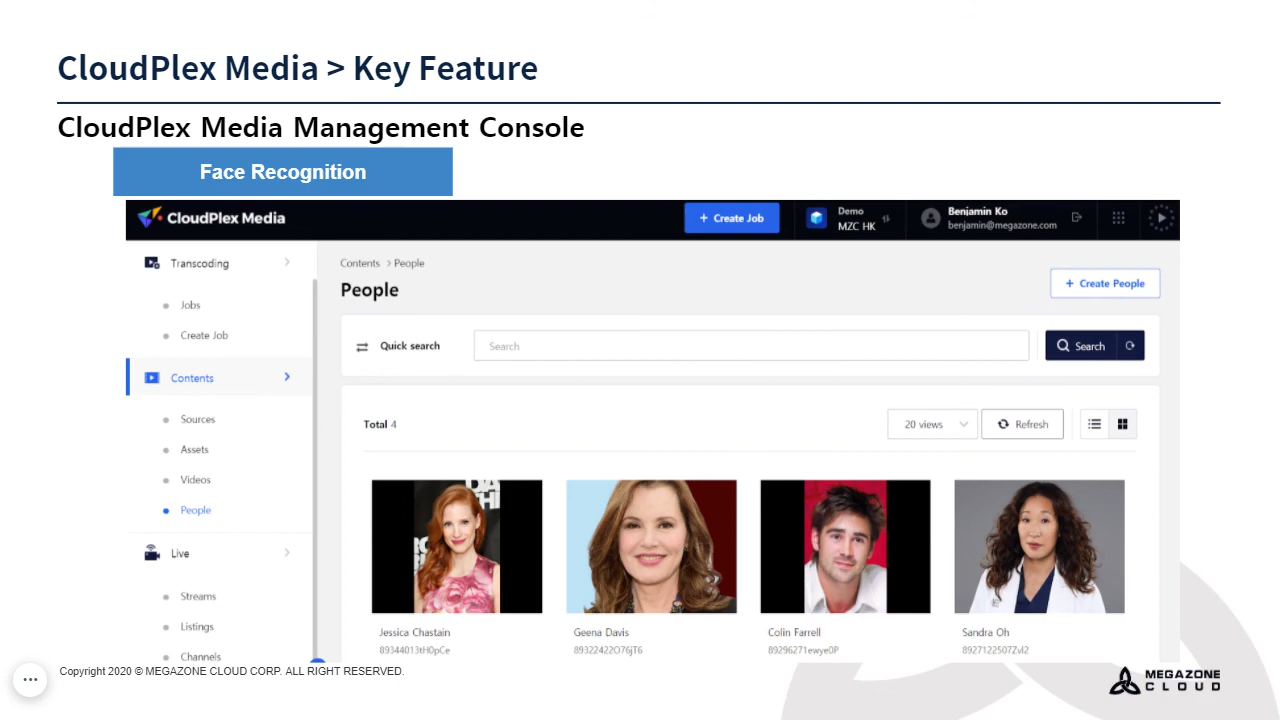 CloudPlex Media > Key Feature
CloudPlex Media Management Console
Face Recognition
CloudPlex Media
+ Create Job
Demo
MZC HK
Benjamin Ko
benjamin@megazone.com
Transcoding
Jobs
Create Job
Contents
Sources
Assets
Videos
People
Live
Streams
Listings
Channels
Contents > People
People
+ Create People
Quick search
Search
Search
Total 4
20 views
Refresh
Jessica Chastain
89344013tH0pCe
Geena Davis
89322422O76jT6
Colin Farrell
89296271ewye0P
Sandra Oh
8927122507Zvl2
Copyright 2020 © MEGAZONE CLOUD CORP. ALL RIGHT RESERVED.
MEGAZONE
CLOUD